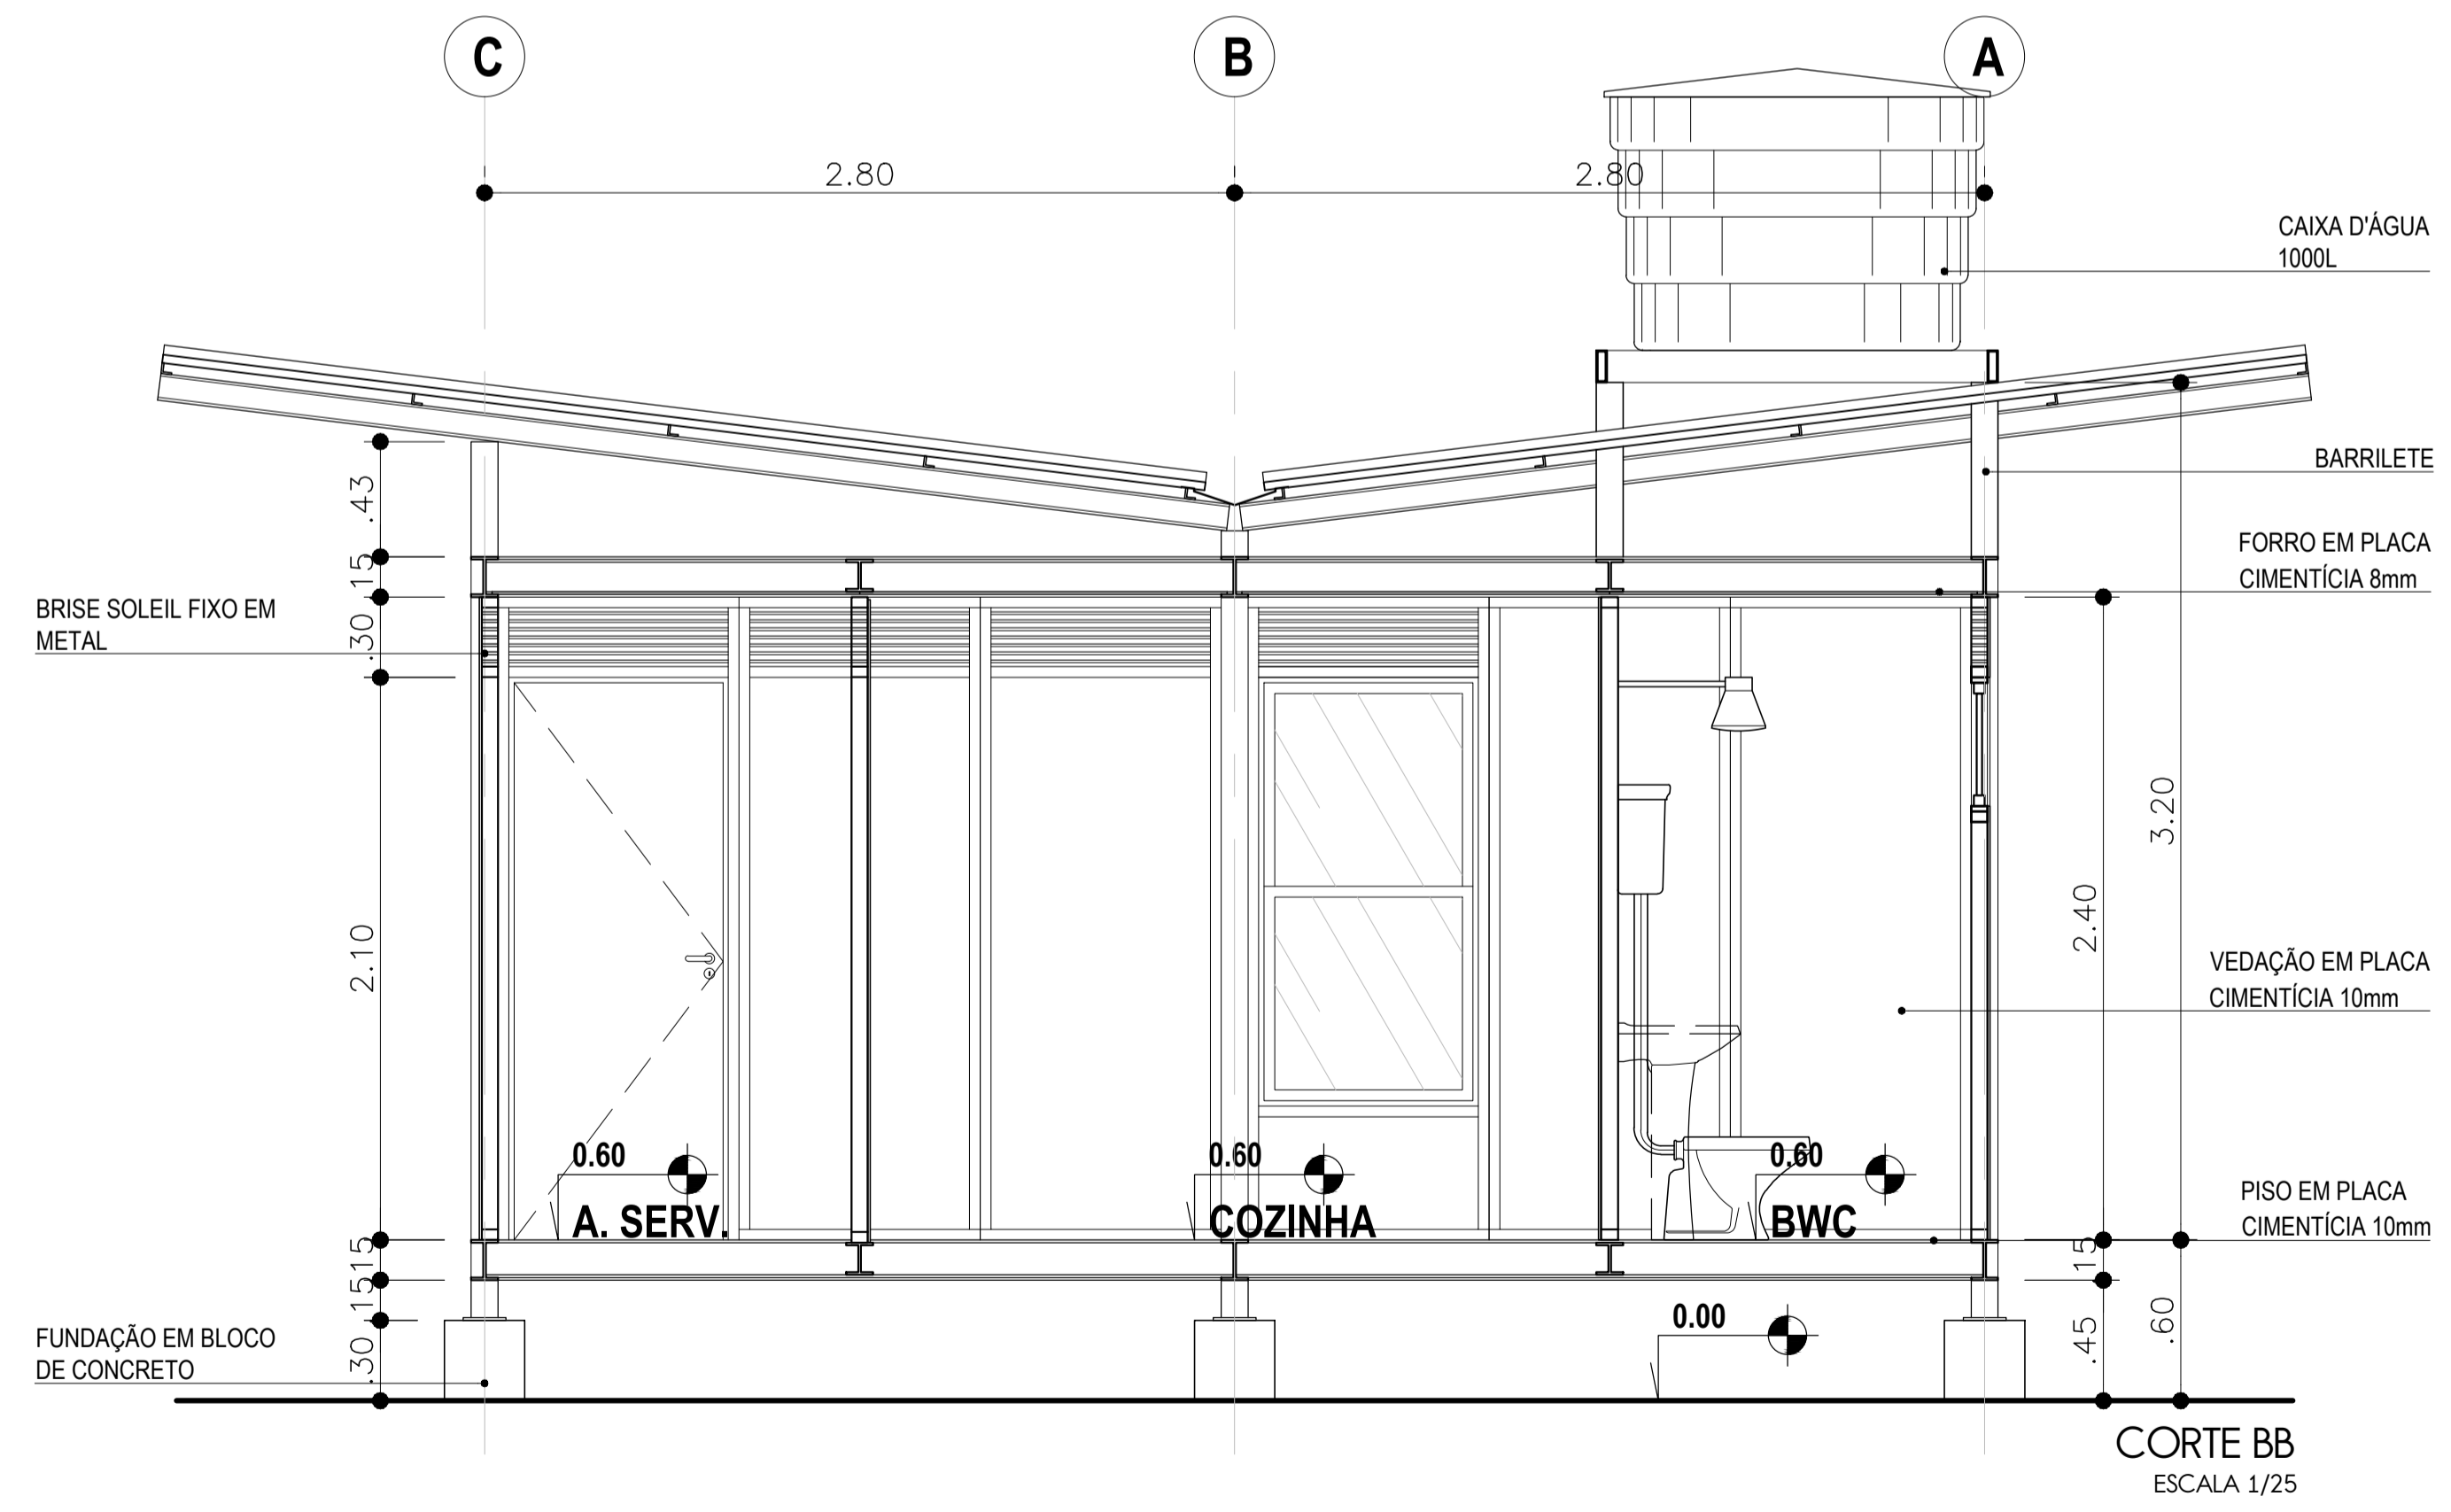 C
B
A
2.80
2.80
CAIXA D'ÁGUA
1000L
BARRILETE
FORRO EM PLACA
CIMENTÍCIA 8mm
BRISE SOLEIL FIXO EM
METAL
.43
15
.30
2.10
15
15
.30
3.20
2.40
VEDAÇÃO EM PLACA
CIMENTÍCIA 10mm
0.60
A. SERV.
0.60
COZINHA
0.60
BWC
PISO EM PLACA
CIMENTÍCIA 10mm
15
.45
.60
0.00
FUNDAÇÃO EM BLOCO
DE CONCRETO
CORTE BB
ESCALA 1/25